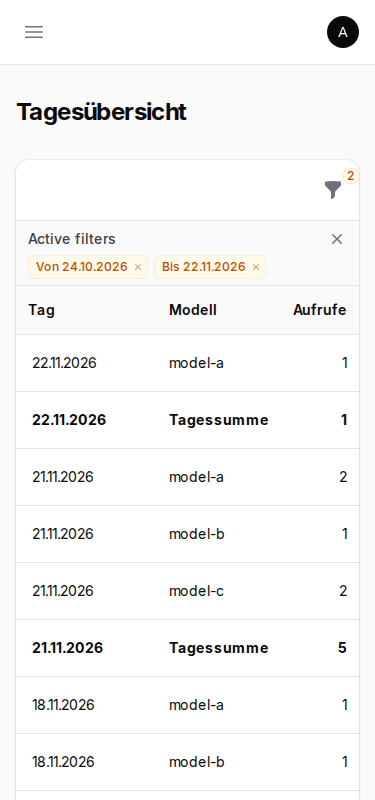 A
Tagesübersicht
2
Active filters
Von 24.10.2026 × Bis 22.11.2026 ×
Tag Modell Aufrufe
22.11.2026 model-a 1
22.11.2026 Tagessumme 1
21.11.2026 model-a 2
21.11.2026 model-b 1
21.11.2026 model-c 2
21.11.2026 Tagessumme 5
18.11.2026 model-a 1
18.11.2026 model-b 1